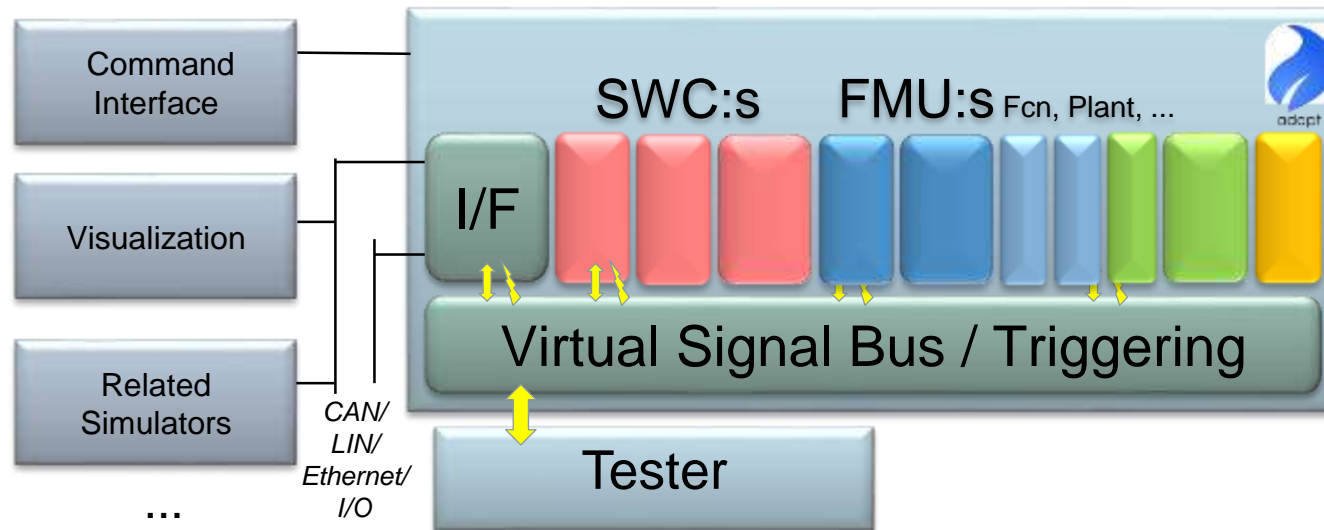 Command
Interface
SWC:s
FMU:s Fcn, Plant, ...
adapt
I/F
Visualization
Virtual Signal Bus / Triggering
Related
Simulators
CAN/
LIN/
Ethernet/
I/O
Tester
...